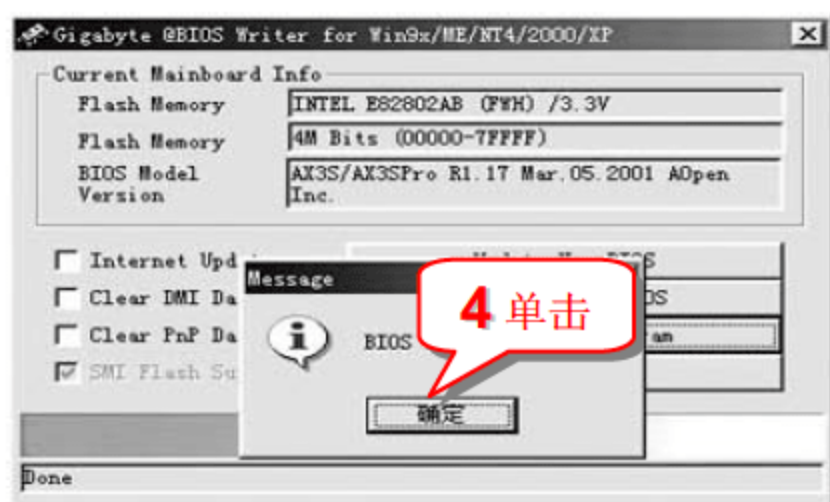 Gigabyte @BIOS Writer for Win9x/ME/NT4/2000/XP
Current Mainboard Info
Flash Memory INTEL E82802AB (FWH) /3.3V
Flash Memory 4M Bits (00000-7FFFF)
BIOS Model AX3S/AX3SPro R1.17 Mar.05.2001 AOpen
Version Inc.
Internet Upd
Clear DMI Da
Message
4 单击
Clear PnP Da
BIOS
SMI Flash Su
确定
Done